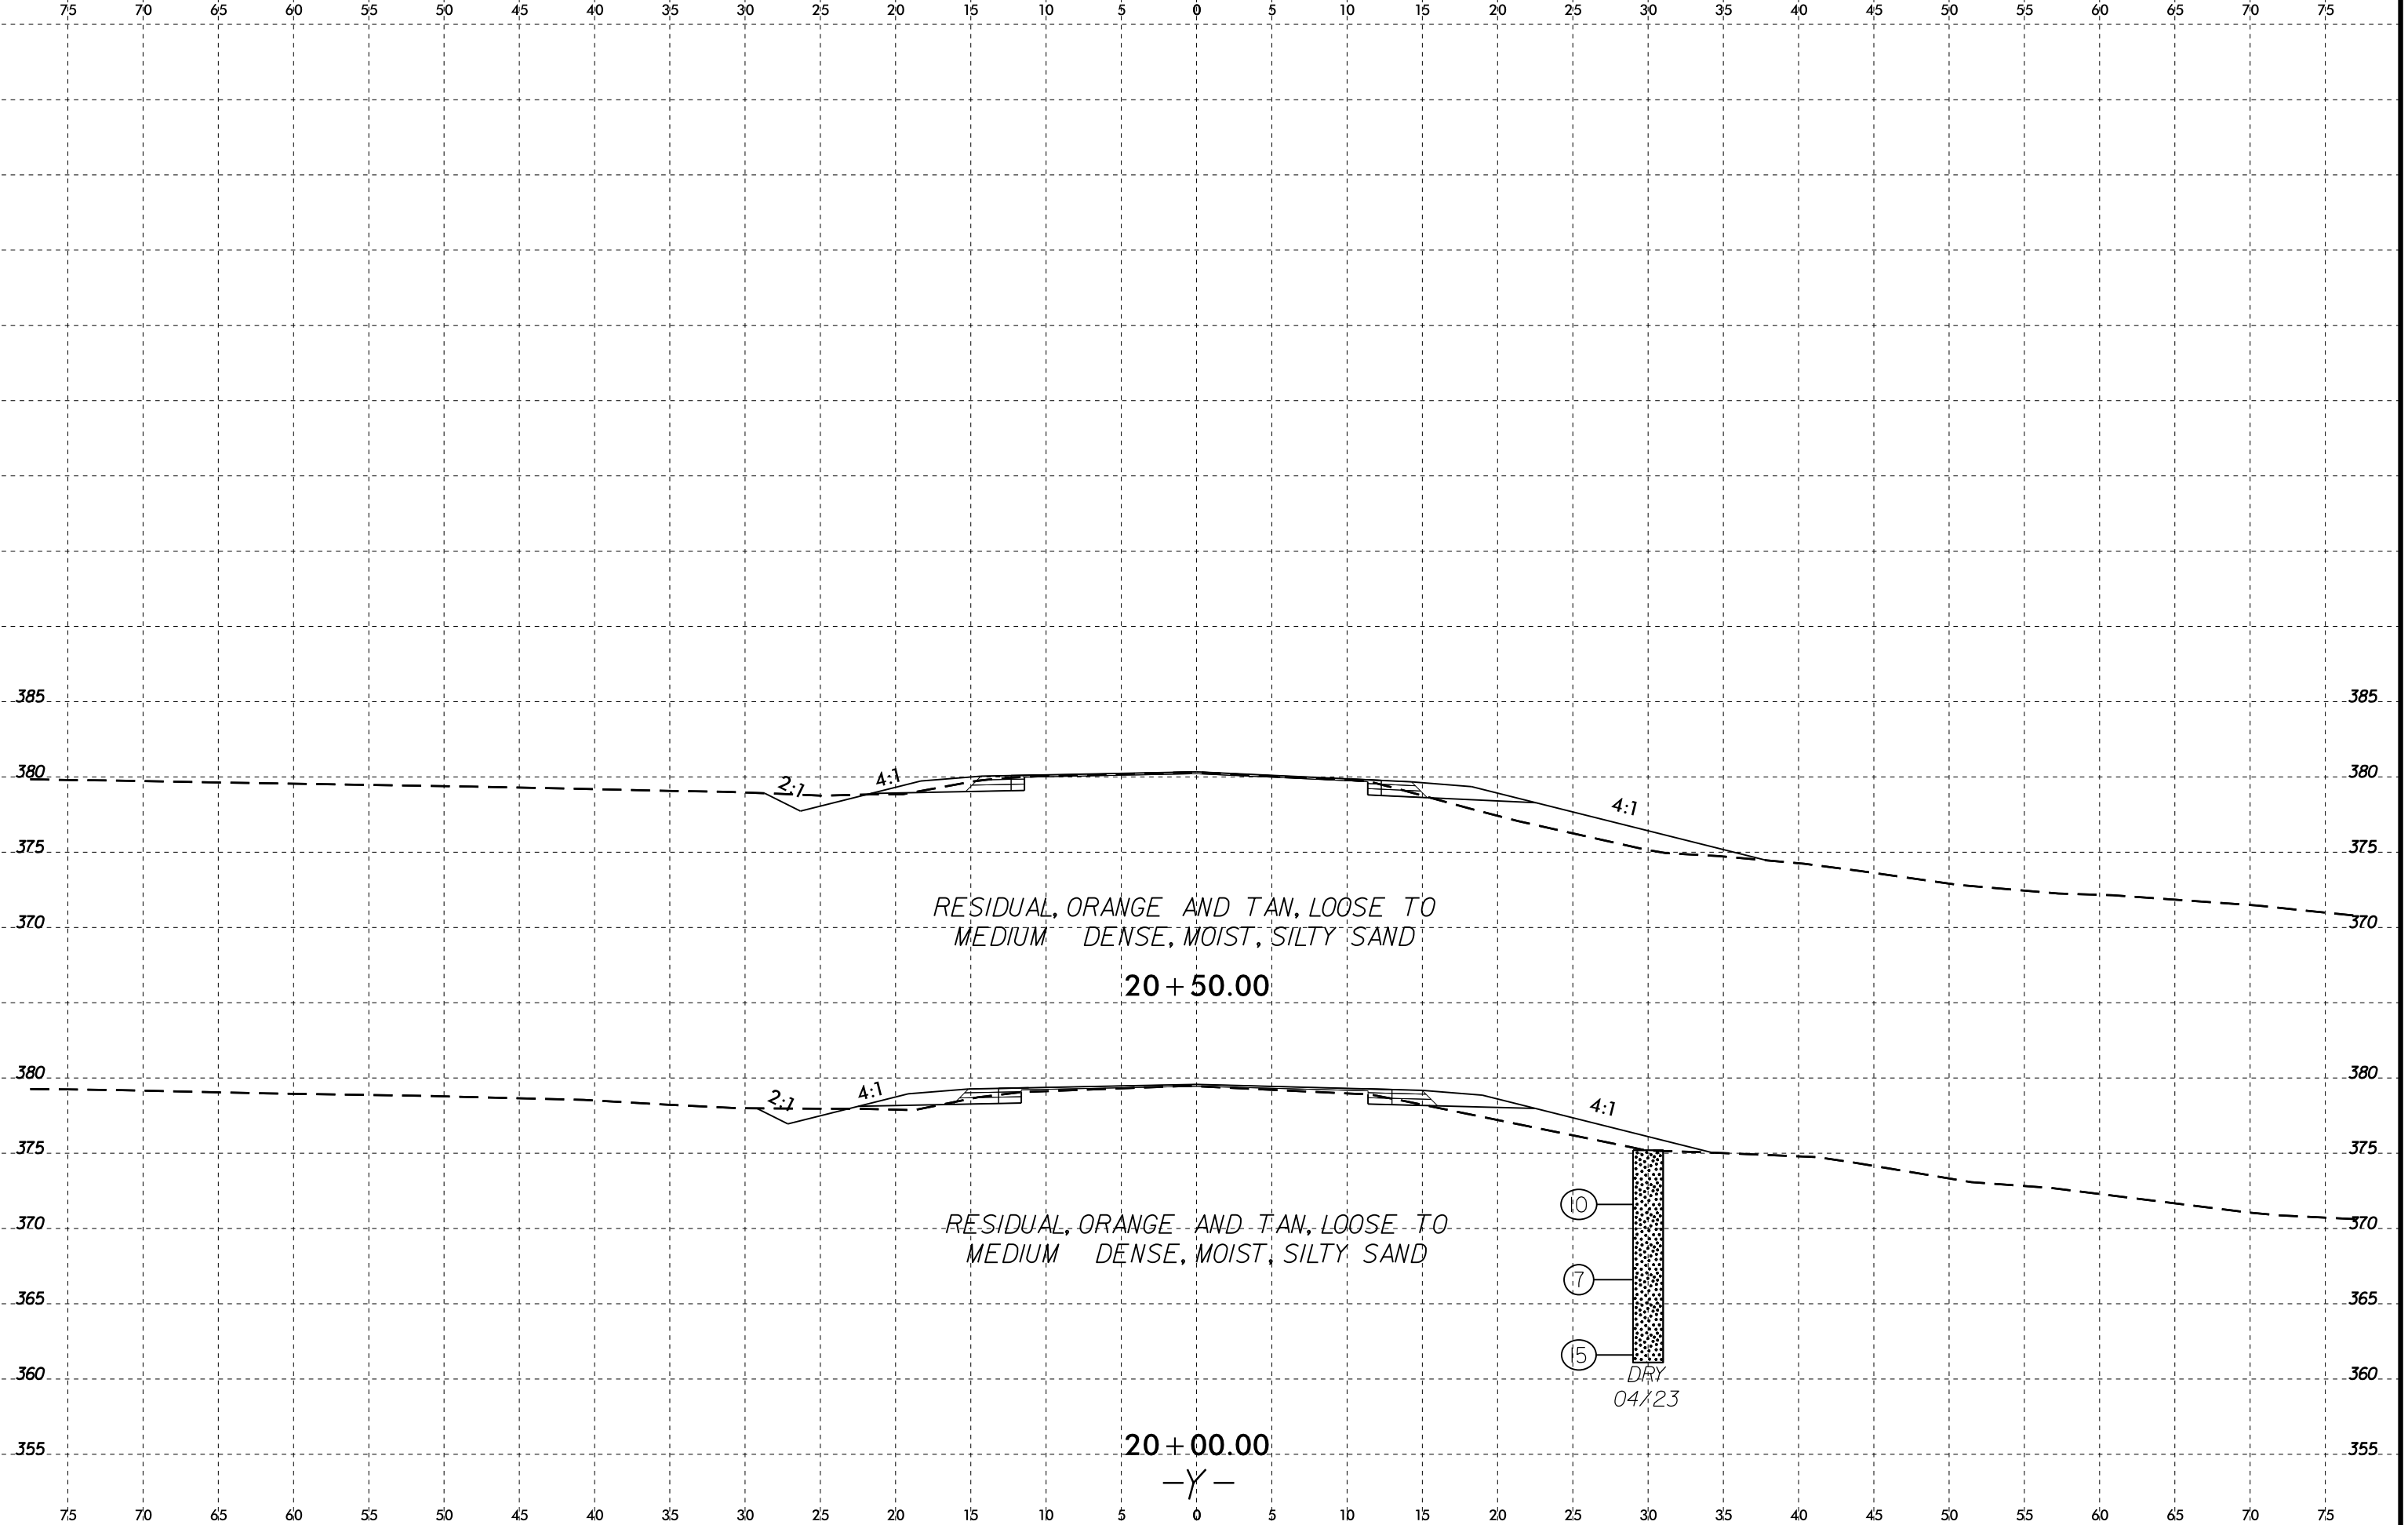 75 70 65 60 55 50 45 40 35 30 25 20 15 10 5 0 5 10 15 20 25 30 35 40 45 50 55 60 65 70 75
385 385
380 2:1 4:1 380
4:1
375 375
RESIDUAL, ORANGE AND TAN, LOOSE TO
370 370
MEDIUM DENSE, MOIST, SILTY SAND
20+50.00
380 380
2:1 4:1 4:1
375 375
10
RESIDUAL, ORANGE AND TAN, LOOSE TO
370 370
MEDIUM DENSE, MOIST, SILTY SAND
7
365 365
15
360 DRY 360
04/23
20+00.00
355 355
-Y-
75 70 65 60 55 50 45 40 35 30 25 20 15 10 5 0 5 10 15 20 25 30 35 40 45 50 55 60 65 70 75